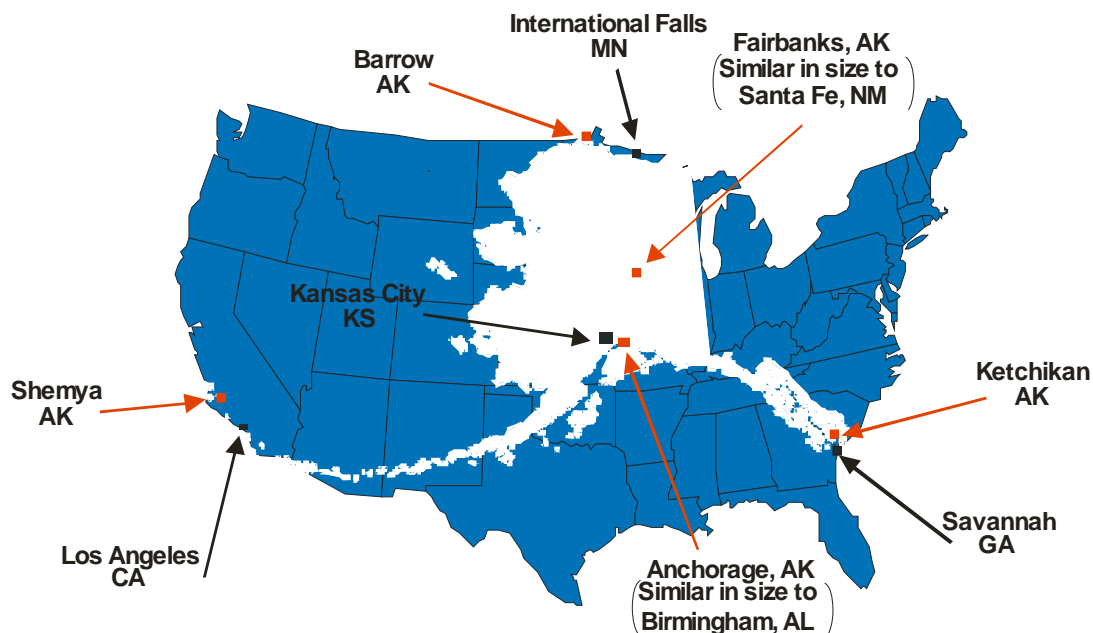 International Falls
MN
Barrow
AK
Fairbanks, AK
(Similar in size to
Santa Fe, NM)
Kansas City
KS
Shemya
AK
Ketchikan
AK
Los Angeles
CA
Savannah
GA
Anchorage, AK
(Similar in size to
Birmingham, AL)